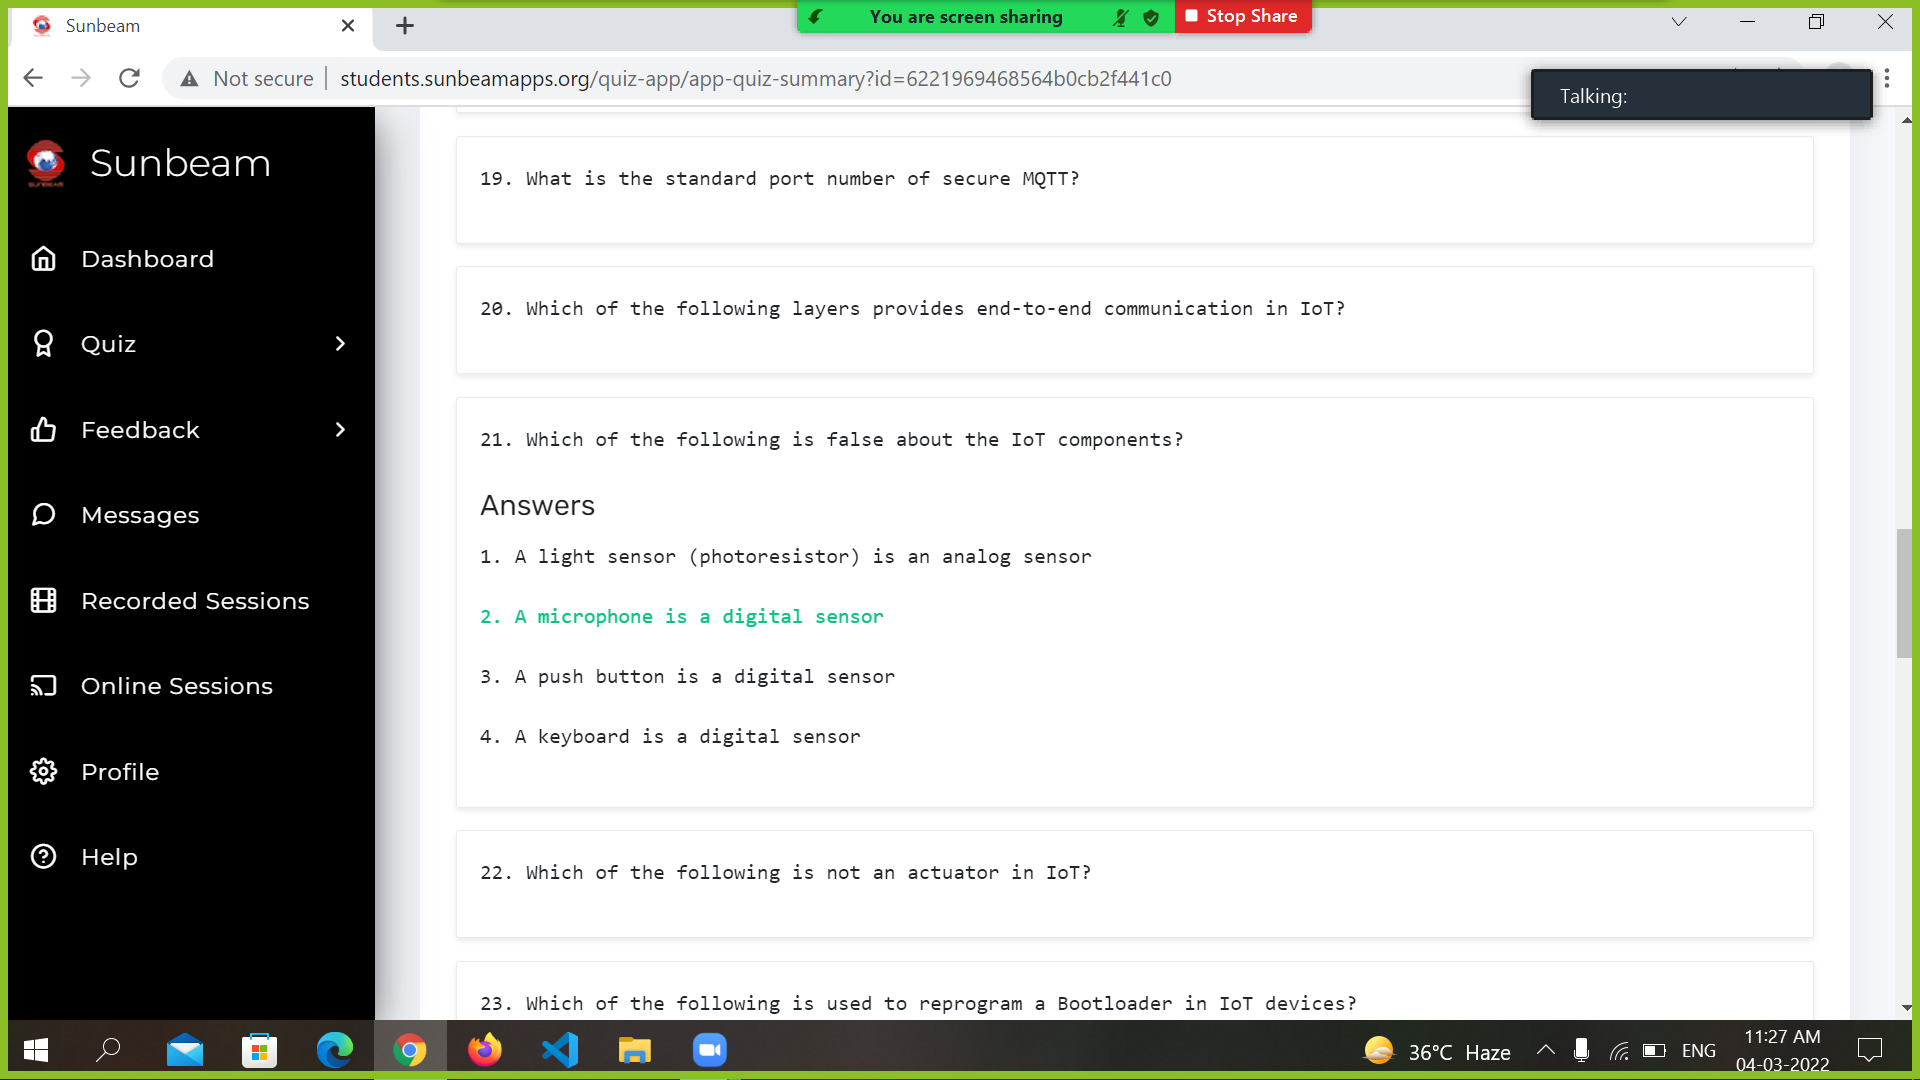 Sunbeam
You are screen sharing
Stop Share
Not secure
students.sunbeamapps.org/quiz-app/app-quiz-summary?id=6221969468564b0cb2f441c0
Talking:
Sunbeam
Dashboard
Quiz
Feedback
Messages
Recorded Sessions
Online Sessions
Profile
Help
19. What is the standard port number of secure MQTT?
20. Which of the following layers provides end-to-end communication in IoT?
21. Which of the following is false about the IoT components?
Answers
1. A light sensor (photoresistor) is an analog sensor
2. A microphone is a digital sensor
3. A push button is a digital sensor
4. A keyboard is a digital sensor
22. Which of the following is not an actuator in IoT?
23. Which of the following is used to reprogram a Bootloader in IoT devices?
36°C Haze
ENG
11:27 AM
04-03-2022